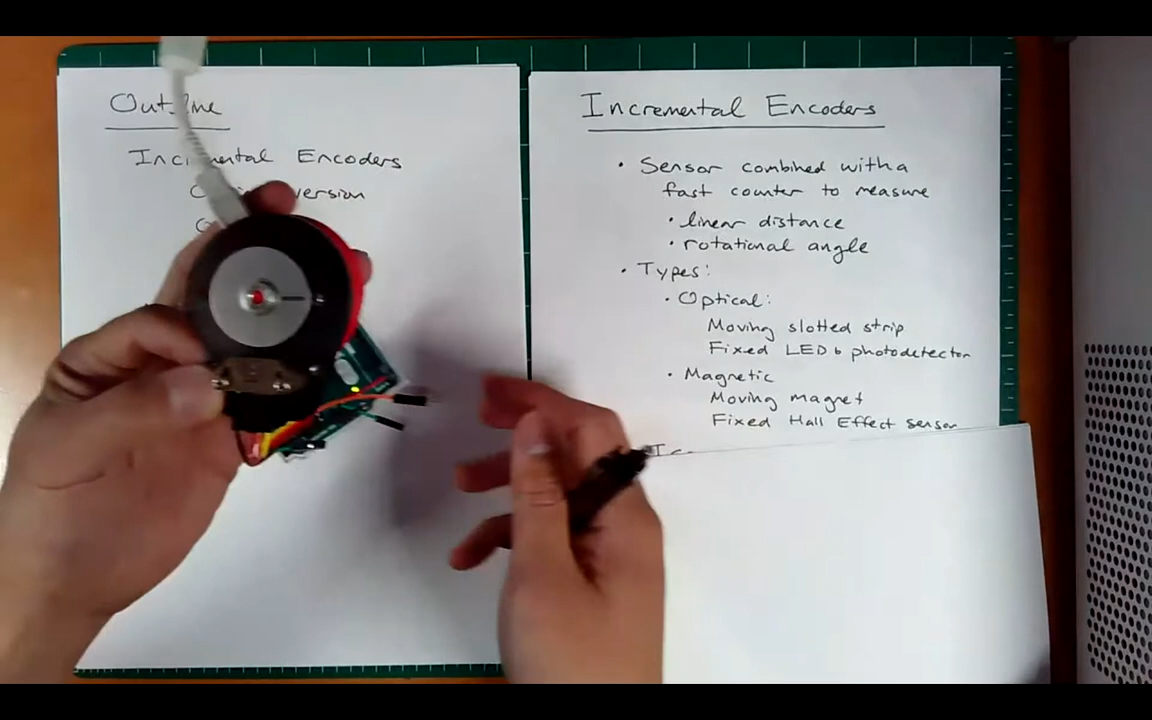 Outline
Incremental Encoders
Incremental Encoders
• Sensor combined with a
fast counter to measure
• linear distance
• rotational angle
• Types:
• Optical:
Moving slotted strip
Fixed LED & photodetector
• Magnetic
Moving magnet
Fixed Hall Effect sensor